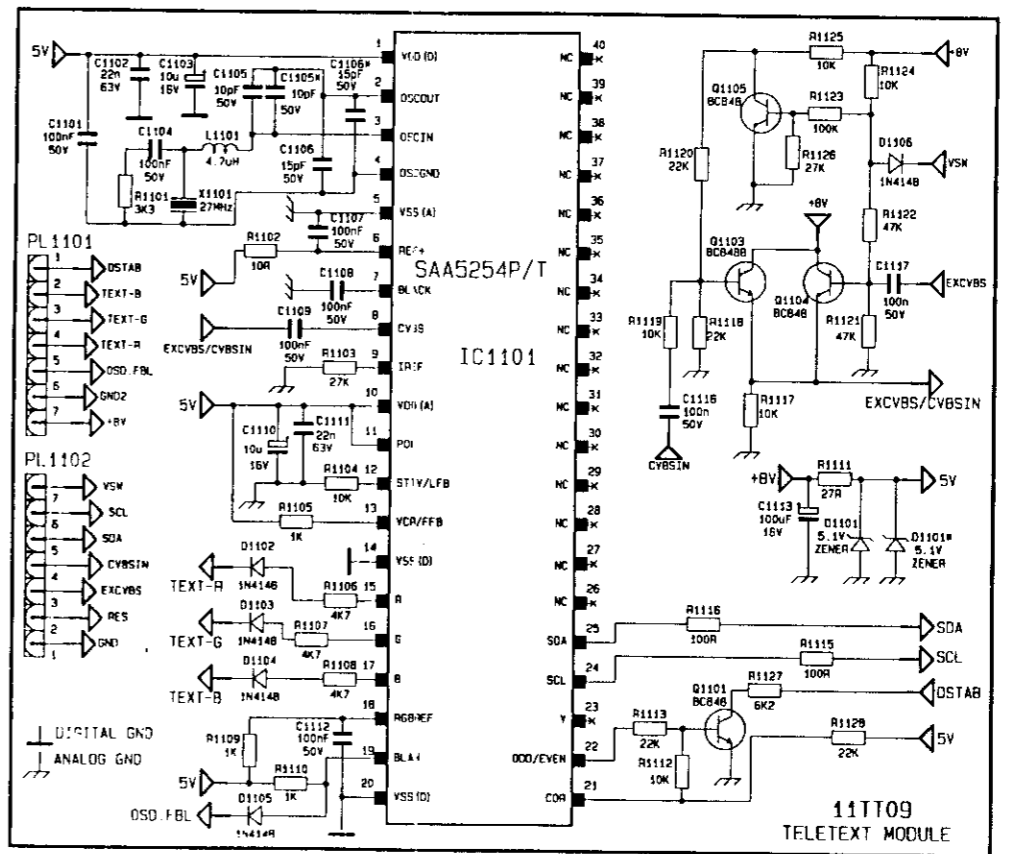 5V
C1102
22n
63V
C1103
10u
16V
C1105
10pF
50V
C1105*
10pF
50V
C1106*
15pF
50V
C1101
100nF
50V
C1104
100nF
50V
L1101
4.7uH
C1106
15pF
50V
R1101
3K3
X1101
27MHz
C1107
100nF
50V
R1102
10R
5V
C1108
100nF
50V
C1109
100nF
50V
EXCVBS/CVBSIN
R1103
27K
5V
C1110
10u
16V
C1111
22n
63V
R1104
10K
R1105
1K
D1102
1N4148
TEXT-R
R1106
4K7
D1103
1N4148
TEXT-G
R1107
4K7
D1104
1N4148
TEXT-B
R1108
4K7
R1109
1K
C1112
100nF
50V
5V
R1110
1K
OSD.FBL
D1105
1N4148
PL1101
1 OSTAB
2 TEXT-B
3 TEXT-G
4 TEXT-R
5 OSD.FBL
6 GND2
7 +8V
PL1102
7 VSW
6 SCL
5 SDA
4 CVBSIN
3 EXCVBS
2 RES
1 GND
DIGITAL GND
ANALOG GND
SAA5254P/T
IC1101
1 VDD(D)
2 OSCOUT
3 OSCIN
4 OSCGND
5 VSS(A)
6 REF+
7 BLACK
8 CVBS
9 IREF
10 VDD(A)
11 POL
12 STTV/LFB
13 VCR/FFB
14 VSS(D)
15 R
16 G
17 B
18 RGBREF
19 BLAN
20 VSS(D)
40 NC
39 NC
38 NC
37 NC
36 NC
35 NC
34 NC
33 NC
32 NC
31 NC
30 NC
29 NC
28 NC
27 NC
26 NC
25 SDA
24 SCL
23 Y
22 ODD/EVEN
21 COR
R1125
10K
+8V
R1124
10K
Q1105
BC848
R1123
100K
R1126
27K
D1106
1N4148
VSW
R1120
22K
+8V
R1122
47K
Q1103
BC848B
Q1104
BC848
C1117
100n
50V
EXCVBS
R1119
10K
R1118
22K
R1121
47K
C1116
100n
50V
CVBSIN
R1117
10K
EXCVBS/CVBSIN
+8V
R1111
27R
5V
C1113
100uF
16V
D1101
5.1V
ZENER
D1101*
5.1V
ZENER
R1116
100R
SDA
R1115
100R
SCL
Q1101
BC848
R1127
6K2
OSTAB
R1113
22K
R1112
10K
R1128
22K
5V
11TT09
TELETEXT MODULE